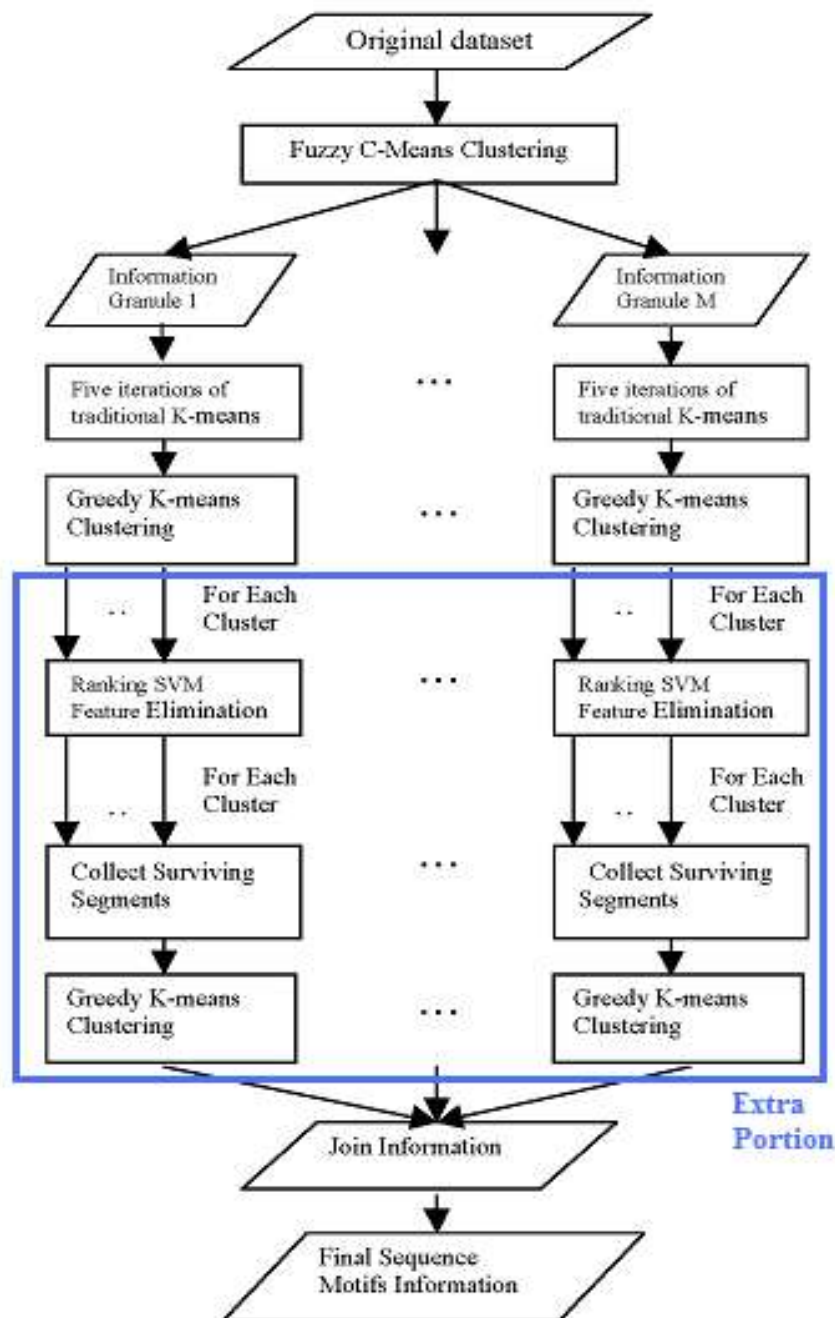 Original dataset
Fuzzy C-Means Clustering
Information
Granule 1
Information
Granule M
Five iterations of
traditional K-means
...
Five iterations of
traditional K-means
Greedy K-means
Clustering
...
Greedy K-means
Clustering
..
For Each
Cluster
..
For Each
Cluster
Ranking SVM
Feature Elimination
...
Ranking SVM
Feature Elimination
..
For Each
Cluster
..
For Each
Cluster
Collect Surviving
Segments
...
Collect Surviving
Segments
Greedy K-means
Clustering
...
Greedy K-means
Clustering
Extra
Portion
Join Information
Final Sequence
Motifs Information